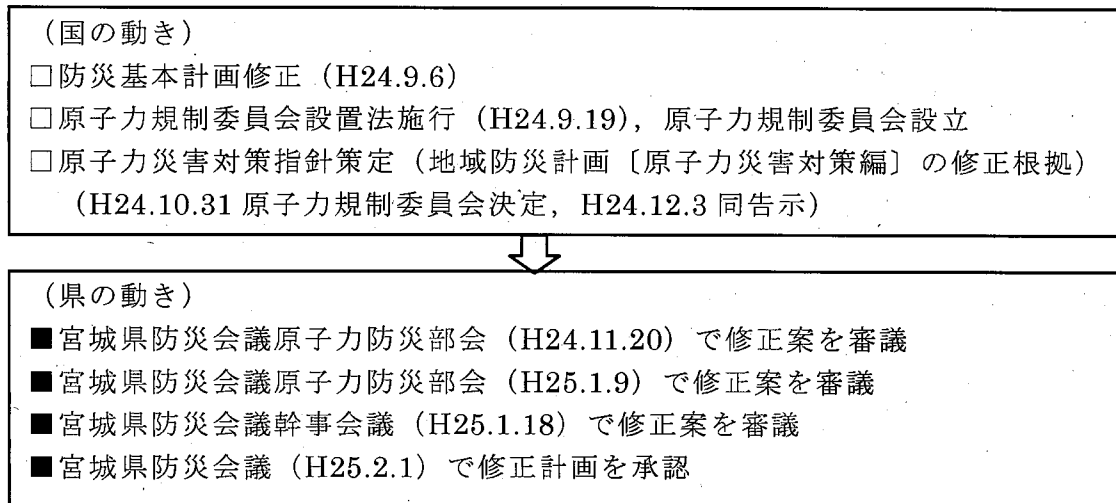 （国の動き）
□防災基本計画修正（H24.9.6）
□原子力規制委員会設置法施行（H24.9.19），原子力規制委員会設立
□原子力災害対策指針策定（地域防災計画〔原子力災害対策編〕の修正根拠）
（H24.10.31 原子力規制委員会決定，H24.12.3 同告示）
（県の動き）
■宮城県防災会議原子力防災部会（H24.11.20）で修正案を審議
■宮城県防災会議原子力防災部会（H25.1.9）で修正案を審議
■宮城県防災会議幹事会議（H25.1.18）で修正案を審議
■宮城県防災会議（H25.2.1）で修正計画を承認